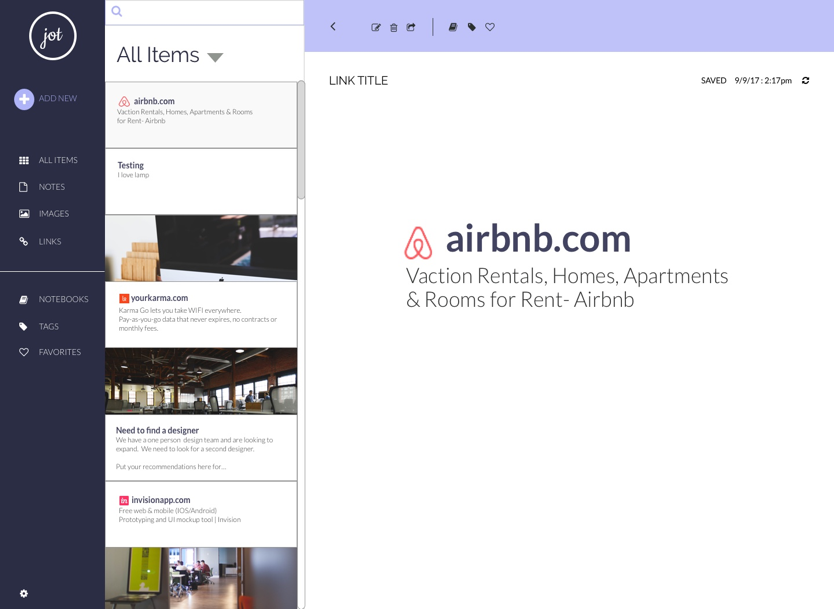 jot
ADD NEW
ALL ITEMS
NOTES
IMAGES
LINKS
NOTEBOOKS
TAGS
FAVORITES
All Items
airbnb.com
Vaction Rentals, Homes, Apartments & Rooms
for Rent- Airbnb
Testing
I love lamp
yourkarma.com
Karma Go lets you take WIFI everywhere.
Pay-as-you-go data that never expires. no contracts or
monthly fees.
Need to find a designer
We have a one person design team and are looking to
expand. We need to look for a second designer.
Put your recommendations here for...
in
invisionapp.com
Free web & mobile (IOS/Android)
Prototyping and UI mockup tool | Invision
LINK TITLE
SAVED 9/9/17 : 2:17pm
airbnb.com
Vaction Rentals, Homes, Apartments
& Rooms for Rent- Airbnb